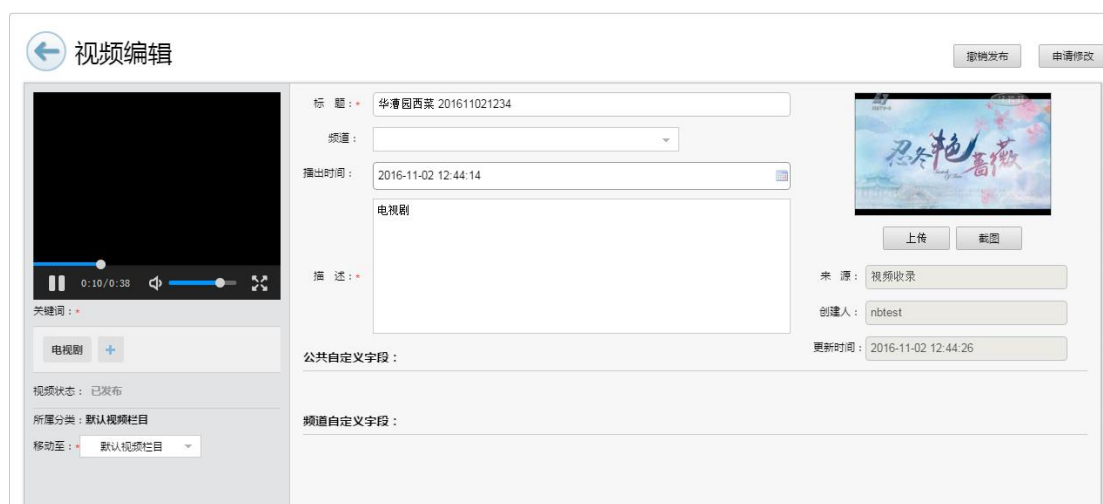 视频编辑
撤销发布 申请修改
标 题：* 华漕园西菜 201611021234
频道：
播出时间： 2016-11-02 12:44:14
描 述：* 电视剧
0:10/0:38
关键词：*
电视剧 +
视频状态： 已发布
所属分类：默认视频栏目
移动至：* 默认视频栏目
忍冬艳蔷薇
上传 截图
来 源： 视频收录
创建人： nbtest
更新时间： 2016-11-02 12:44:26
公共自定义字段：
频道自定义字段：